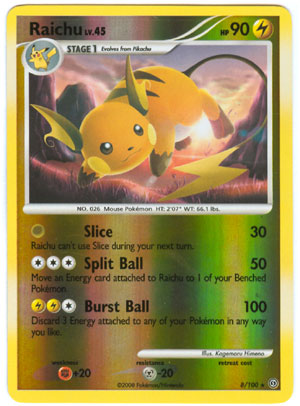 Raichu LV.45 HP 90
STAGE 1 Evolves from Pikachu
NO. 026 Mouse Pokémon HT: 2'07" WT: 66.1 lbs.
Slice 30
Raichu can't use Slice during your next turn.
Split Ball 50
Move an Energy card attached to Raichu to 1 of your Benched
Pokémon.
Burst Ball 100
Discard 3 Energy attached to any of your Pokémon in any way
you like.
Illus. Kagemaru Himeno
weakness resistance retreat cost
+20 -20
©2008 Pokémon/Nintendo 8/100